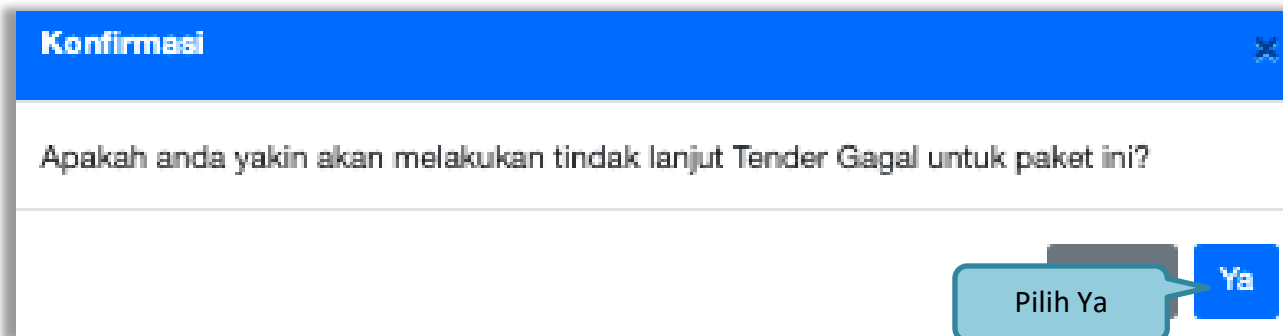 Konfirmasi
Apakah anda yakin akan melakukan tindak lanjut Tender Gagal untuk paket ini?
Pilih Ya
Ya